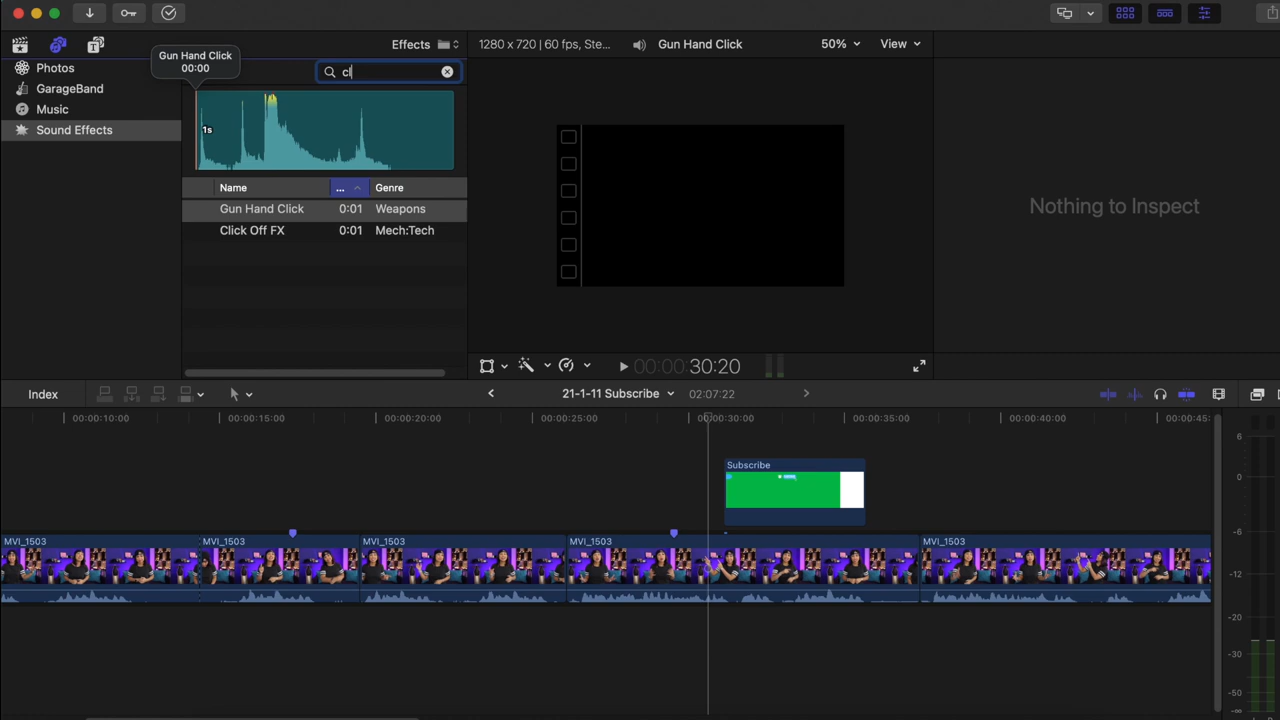 Gun Hand Click
00:00
Effects
1280 x 720 | 60 fps, Ste...
Gun Hand Click
50%
View
Photos
GarageBand
Music
Sound Effects
cl
1s
Name ... Genre
Gun Hand Click 0:01 Weapons
Click Off FX 0:01 Mech:Tech
Nothing to Inspect
00:00:30:20
Index
21-1-11 Subscribe
02:07:22
00:00:10:00 00:00:15:00 00:00:20:00 00:00:25:00 00:00:30:00 00:00:35:00 00:00:40:00 00:00:45:
Subscribe
MVI_1503 MVI_1503 MVI_1503 MVI_1503 MVI_1503
6
0
-6
-12
-20
-30
-50
-∞